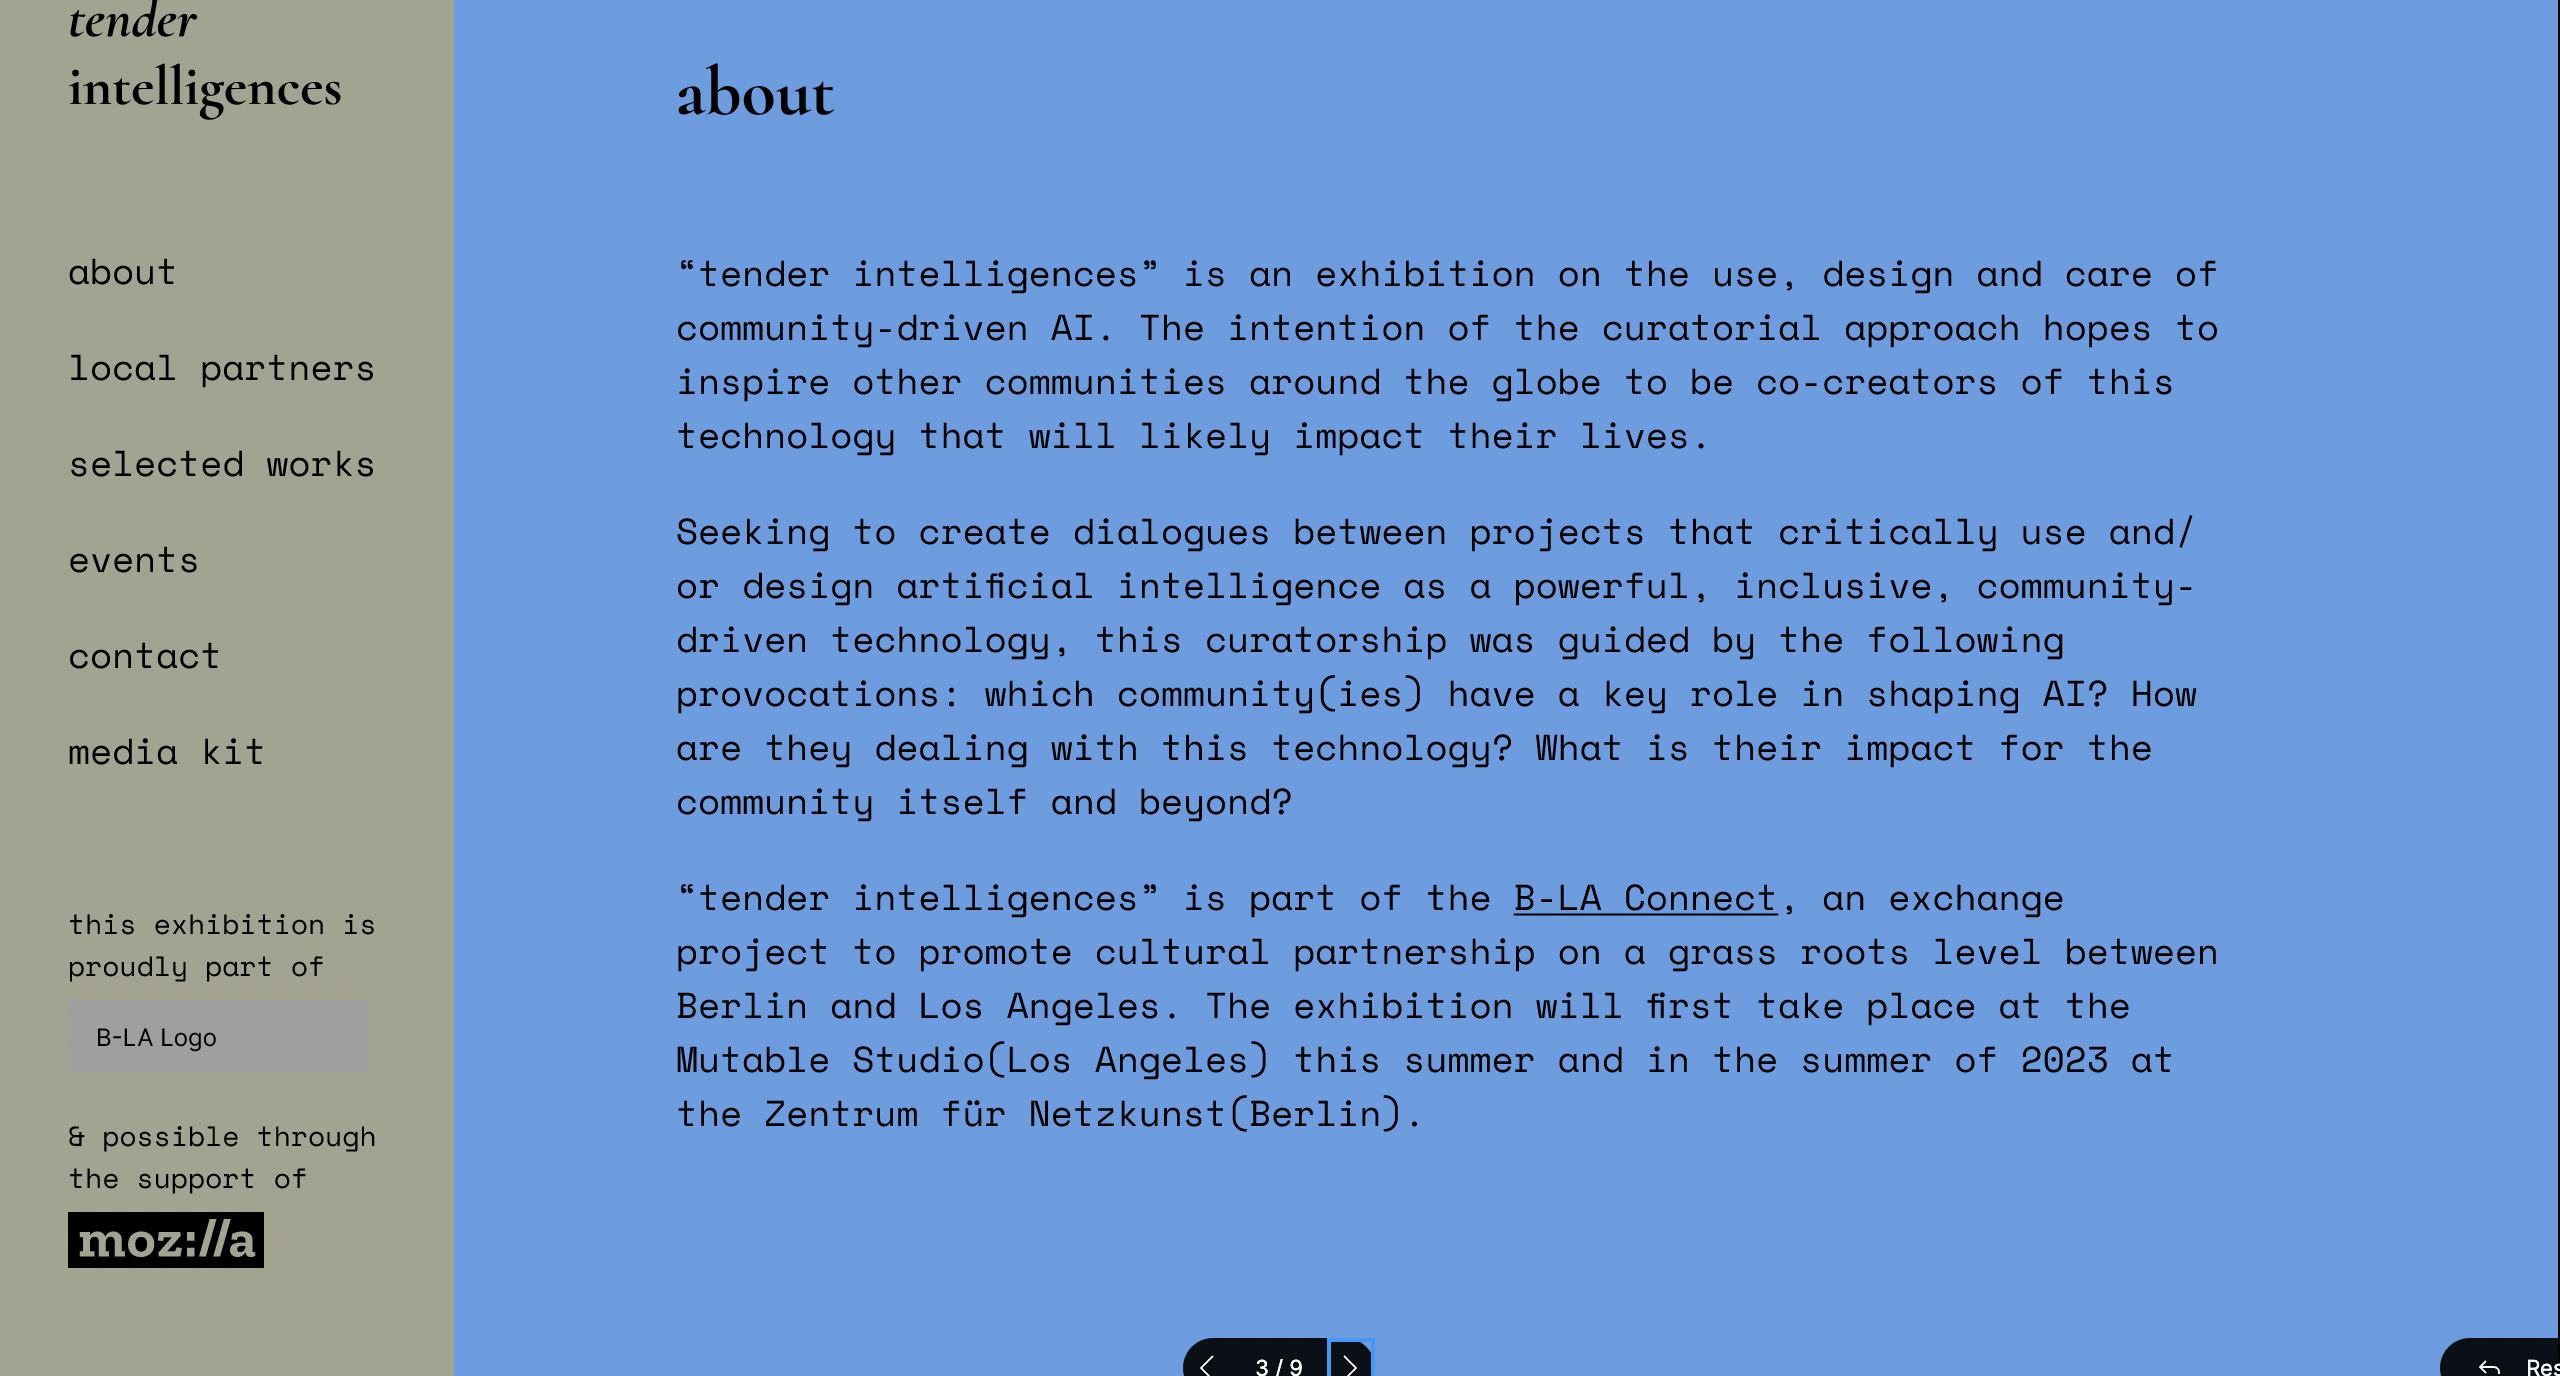 tender
intelligences
about
local partners
selected works
events
contact
media kit
this exhibition is
proudly part of
B-LA Logo
& possible through
the support of
moz://a
about
“tender intelligences” is an exhibition on the use, design and care of
community-driven AI. The intention of the curatorial approach hopes to
inspire other communities around the globe to be co-creators of this
technology that will likely impact their lives.
Seeking to create dialogues between projects that critically use and/
or design artificial intelligence as a powerful, inclusive, community-
driven technology, this curatorship was guided by the following
provocations: which community(ies) have a key role in shaping AI? How
are they dealing with this technology? What is their impact for the
community itself and beyond?
“tender intelligences” is part of the B-LA Connect, an exchange
project to promote cultural partnership on a grass roots level between
Berlin and Los Angeles. The exhibition will first take place at the
Mutable Studio(Los Angeles) this summer and in the summer of 2023 at
the Zentrum für Netzkunst(Berlin).
3 / 9